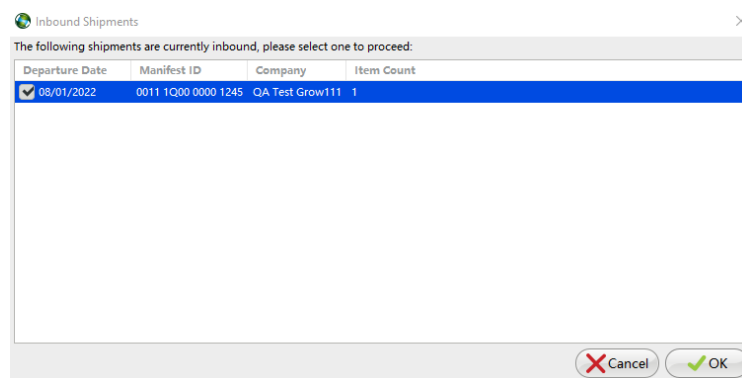 Inbound Shipments
The following shipments are currently inbound, please select one to proceed:
Departure Date Manifest ID Company Item Count
08/01/2022 0011 1Q00 0000 1245 QA Test Grow111 1
Cancel OK